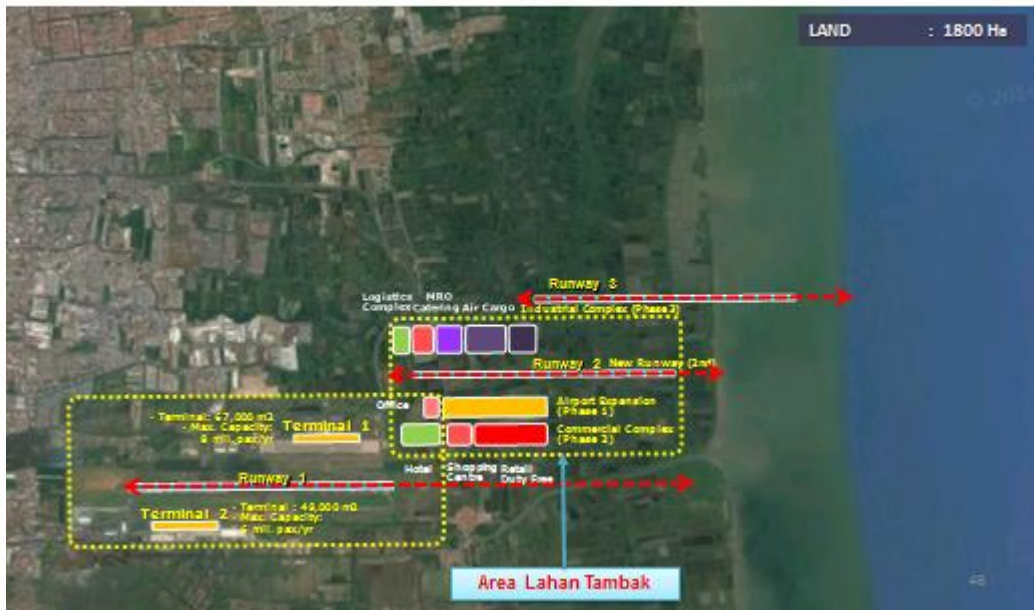 LAND : 1800 Ha
Runway 3
Logistics MRO
Complex Catering Air Cargo Industrial Complex (Phase 2)
Runway 2 New Runway (2nd)
Office
Airport Expansion
(Phase 1)
Commercial Complex
(Phase 2)
- Terminal: 67,000 m2
- Max. Capacity:
8 mil. pax/yr
Terminal 1
Hotel
Shopping
Centre
Retail
Duty Free
Runway 1
Terminal 2
- Terminal : 49,000 m2
- Max. Capacity:
6 mil. pax/yr
Area Lahan Tambak
48